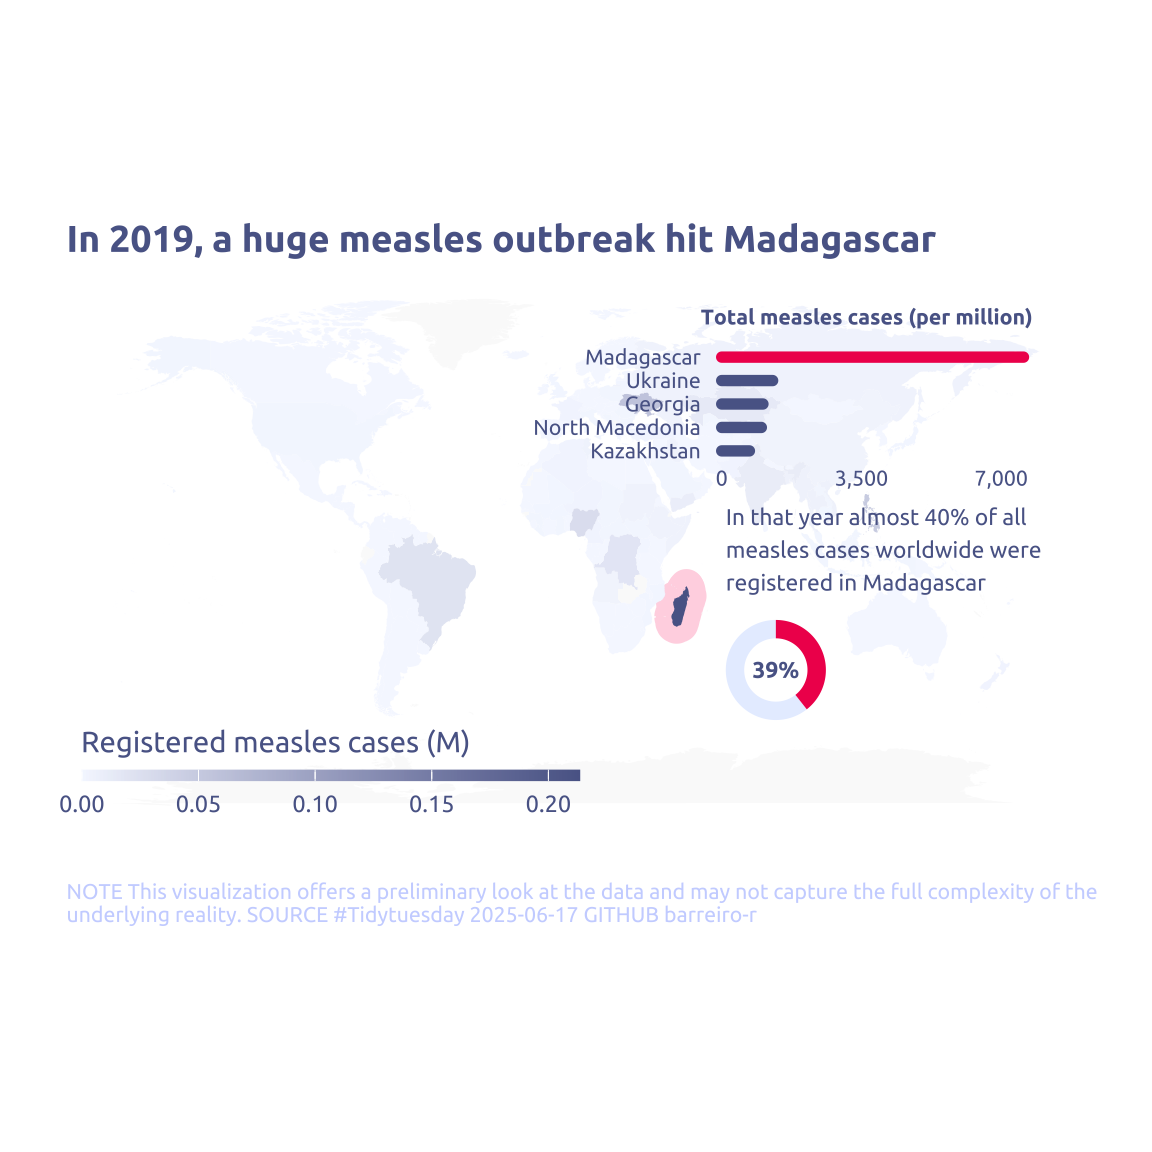 In 2019, a huge measles outbreak hit Madagascar
Total measles cases (per million)
Madagascar
Ukraine
Georgia
North Macedonia
Kazakhstan
0 3,500 7,000
In that year almost 40% of all
measles cases worldwide were
registered in Madagascar
39%
Registered measles cases (M)
0.00 0.05 0.10 0.15 0.20
NOTE This visualization offers a preliminary look at the data and may not capture the full complexity of the
underlying reality. SOURCE #Tidytuesday 2025-06-17 GITHUB barreiro-r